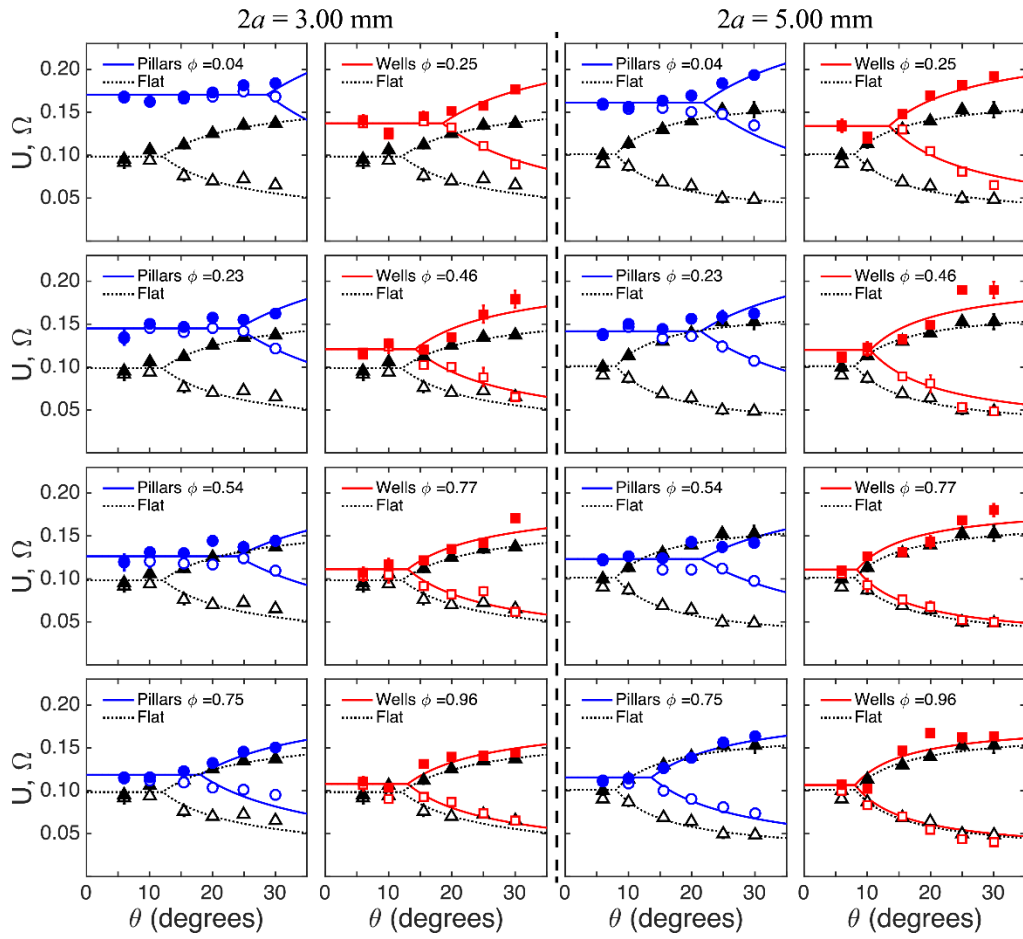 2a = 3.00 mm
2a = 5.00 mm
U, Ω
0.20
0.15
0.10
0.05
Pillars ϕ=0.04
Flat
Wells ϕ=0.25
Flat
Pillars ϕ=0.04
Flat
Wells ϕ=0.25
Flat
U, Ω
0.20
0.15
0.10
0.05
Pillars ϕ=0.23
Flat
Wells ϕ=0.46
Flat
Pillars ϕ=0.23
Flat
Wells ϕ=0.46
Flat
U, Ω
0.20
0.15
0.10
0.05
Pillars ϕ=0.54
Flat
Wells ϕ=0.77
Flat
Pillars ϕ=0.54
Flat
Wells ϕ=0.77
Flat
U, Ω
0.20
0.15
0.10
0.05
Pillars ϕ=0.75
Flat
Wells ϕ=0.96
Flat
Pillars ϕ=0.75
Flat
Wells ϕ=0.96
Flat
0 10 20 30
0 10 20 30
0 10 20 30
0 10 20 30
θ (degrees)
θ (degrees)
θ (degrees)
θ (degrees)